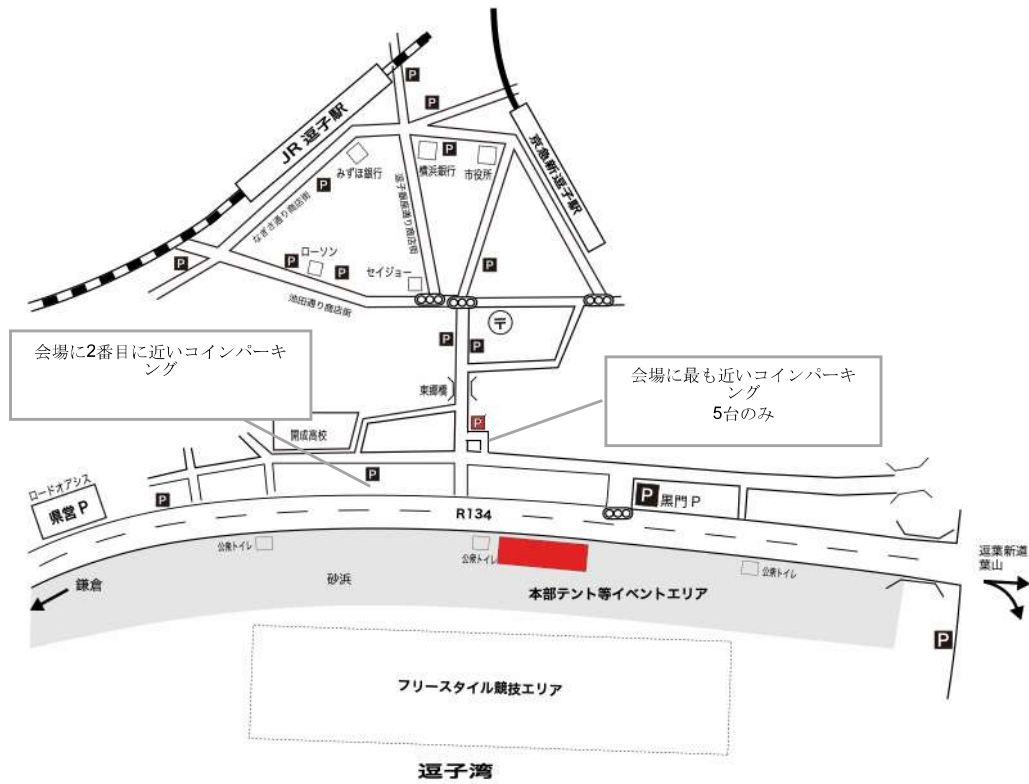 JR 逗子駅
京急新逗子駅
P
P
みずほ銀行
横浜銀行
P
市役所
P
なぎさ通り商店街
逗子銀座通り商店街
P
P
ローソン
P
セイジョー
P
池田通り商店街
〒
会場に2番目に近いコインパーキ
ング
P
P
会場に最も近いコインパーキ
ング
5台のみ
東郷橋
P
開成高校
P
ロードオアシス
県営 P
P
P
黒門 P
R134
公衆トイレ
公衆トイレ
公衆トイレ
逗葉新道
葉山
鎌倉
砂浜
本部テント等イベントエリア
P
フリースタイル競技エリア
逗子湾